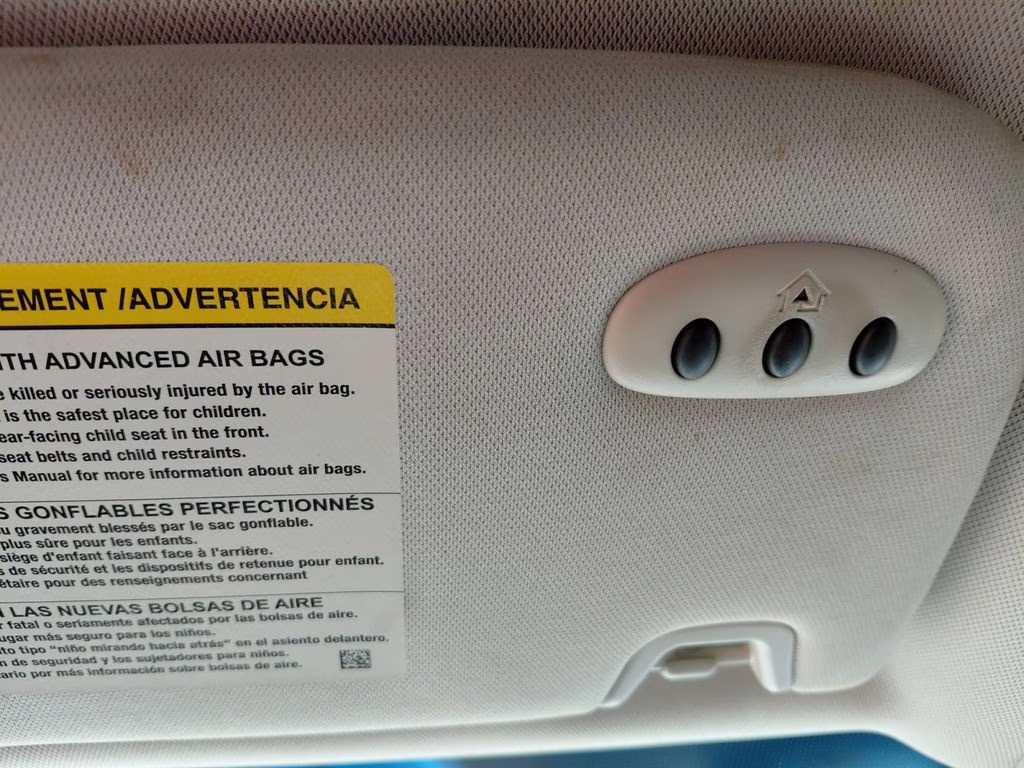 EMENT /ADVERTENCIA
ITH ADVANCED AIR BAGS
e killed or seriously injured by the air bag.
is the safest place for children.
ear-facing child seat in the front.
seat belts and child restraints.
s Manual for more information about air bags.
S GONFLABLES PERFECTIONNÉS
ou gravement blessés par le sac gonflable.
plus sûre pour les enfants.
siège d'enfant faisant face à l'arrière.
s de sécurité et les dispositifs de retenue pour enfant.
étaire pour des renseignements concernant
N LAS NUEVAS BOLSAS DE AIRE
r fatal o seriamente afectados por las bolsas de aire.
ugar más seguro para los niños.
ito tipo "niño mirando hacia atrás" en el asiento delantero.
n de seguridad y los sujetadores para niños.
tario por más información sobre bolsas de aire.